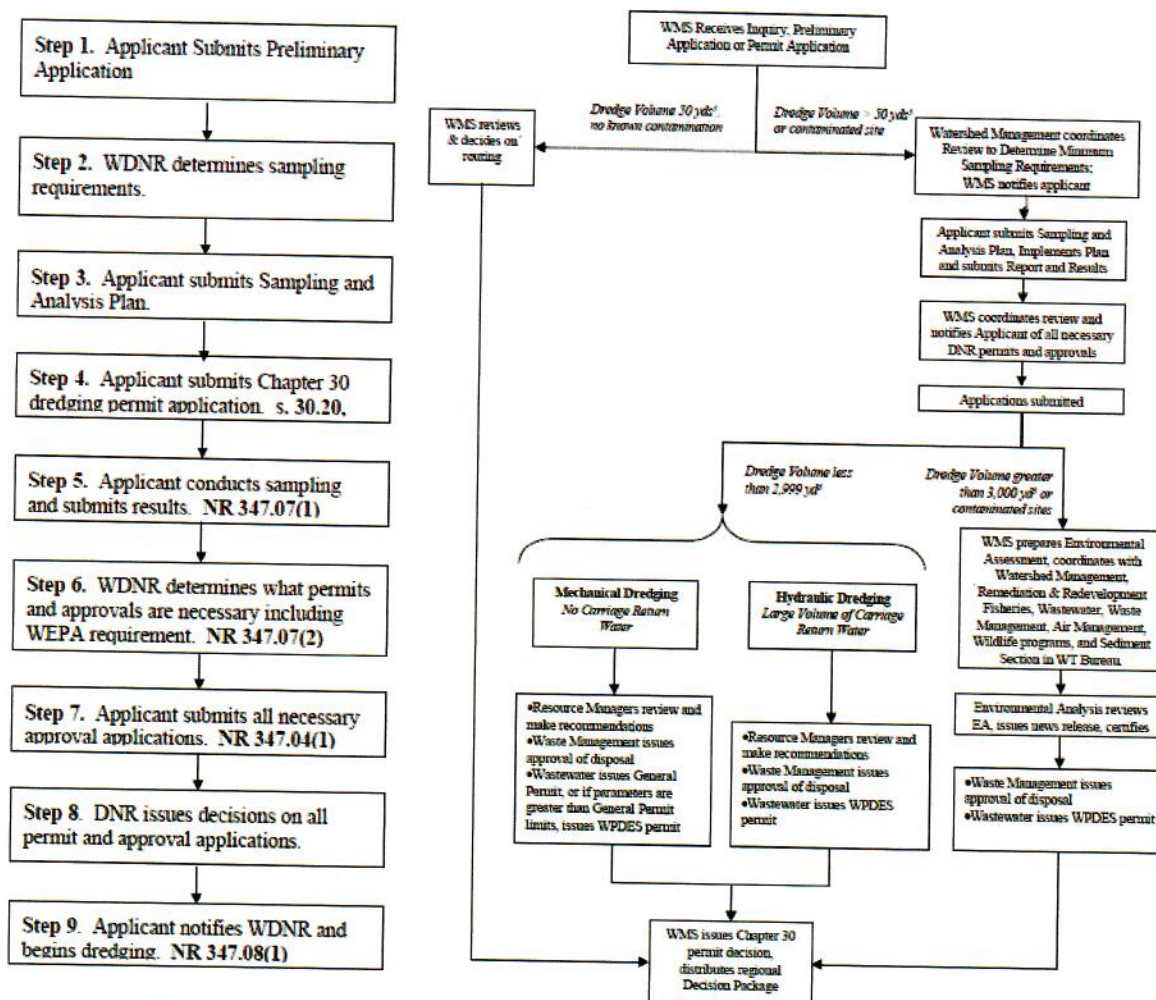 Step 1. Applicant Submits Preliminary
Application
Step 2. WDNR determines sampling
requirements.
Step 3. Applicant submits Sampling and
Analysis Plan.
Step 4. Applicant submits Chapter 30
dredging permit application. s. 30.20,
Step 5. Applicant conducts sampling
and submits results. NR 347.07(1)
Step 6. WDNR determines what permits
and approvals are necessary including
WEPA requirement. NR 347.07(2)
Step 7. Applicant submits all necessary
approval applications. NR 347.04(1)
Step 8. DNR issues decisions on all
permit and approval applications.
Step 9. Applicant notifies WDNR and
begins dredging. NR 347.08(1)
WMS Receives Inquiry, Preliminary
Application or Permit Application
Dredge Volume 30 yds³,
no known contamination
Dredge Volume > 30 yds³
or contaminated site
WMS reviews
& decides on
routing
Watershed Management coordinates
Review to Determine Minimum
Sampling Requirements;
WMS notifies applicant
Applicant submits Sampling and
Analysis Plan, Implements Plan
and submits Report and Results
WMS coordinates review and
notifies Applicant of all necessary
DNR permits and approvals
Applications submitted
Dredge Volume less
than 2,999 yd³
Dredge Volume greater
than 3,000 yd³ or
contaminated sites
Mechanical Dredging
No Carriage Return
Water
Hydraulic Dredging
Large Volume of Carriage
Return Water
WMS prepares Environmental
Assessment, coordinates with
Watershed Management,
Remediation & Redevelopment
Fisheries, Wastewater, Waste
Management, Air Management,
Wildlife programs, and Sediment
Section in WT Bureau.
•Resource Managers review and
make recommendations
•Waste Management issues
approval of disposal
•Wastewater issues General
Permit, or if parameters are
greater than General Permit
limits, issues WPDES permit
•Resource Managers review and
make recommendations
•Waste Management issues
approval of disposal
•Wastewater issues WPDES
permit
Environmental Analysis reviews
EA, issues news release, certifies
•Waste Management issues
approval of disposal
•Wastewater issues WPDES permit
WMS issues Chapter 30
permit decision,
distributes regional
Decision Package